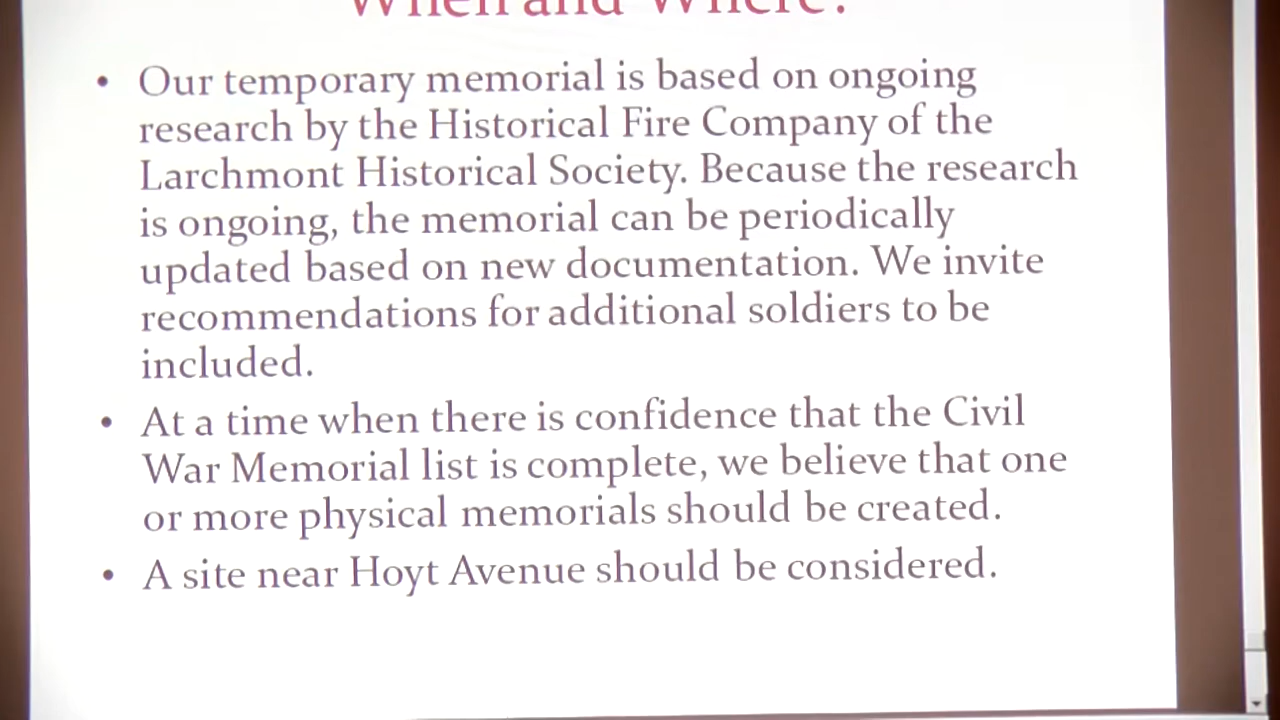 When and Where?
• Our temporary memorial is based on ongoing
research by the Historical Fire Company of the
Larchmont Historical Society. Because the research
is ongoing, the memorial can be periodically
updated based on new documentation. We invite
recommendations for additional soldiers to be
included.
• At a time when there is confidence that the Civil
War Memorial list is complete, we believe that one
or more physical memorials should be created.
• A site near Hoyt Avenue should be considered.